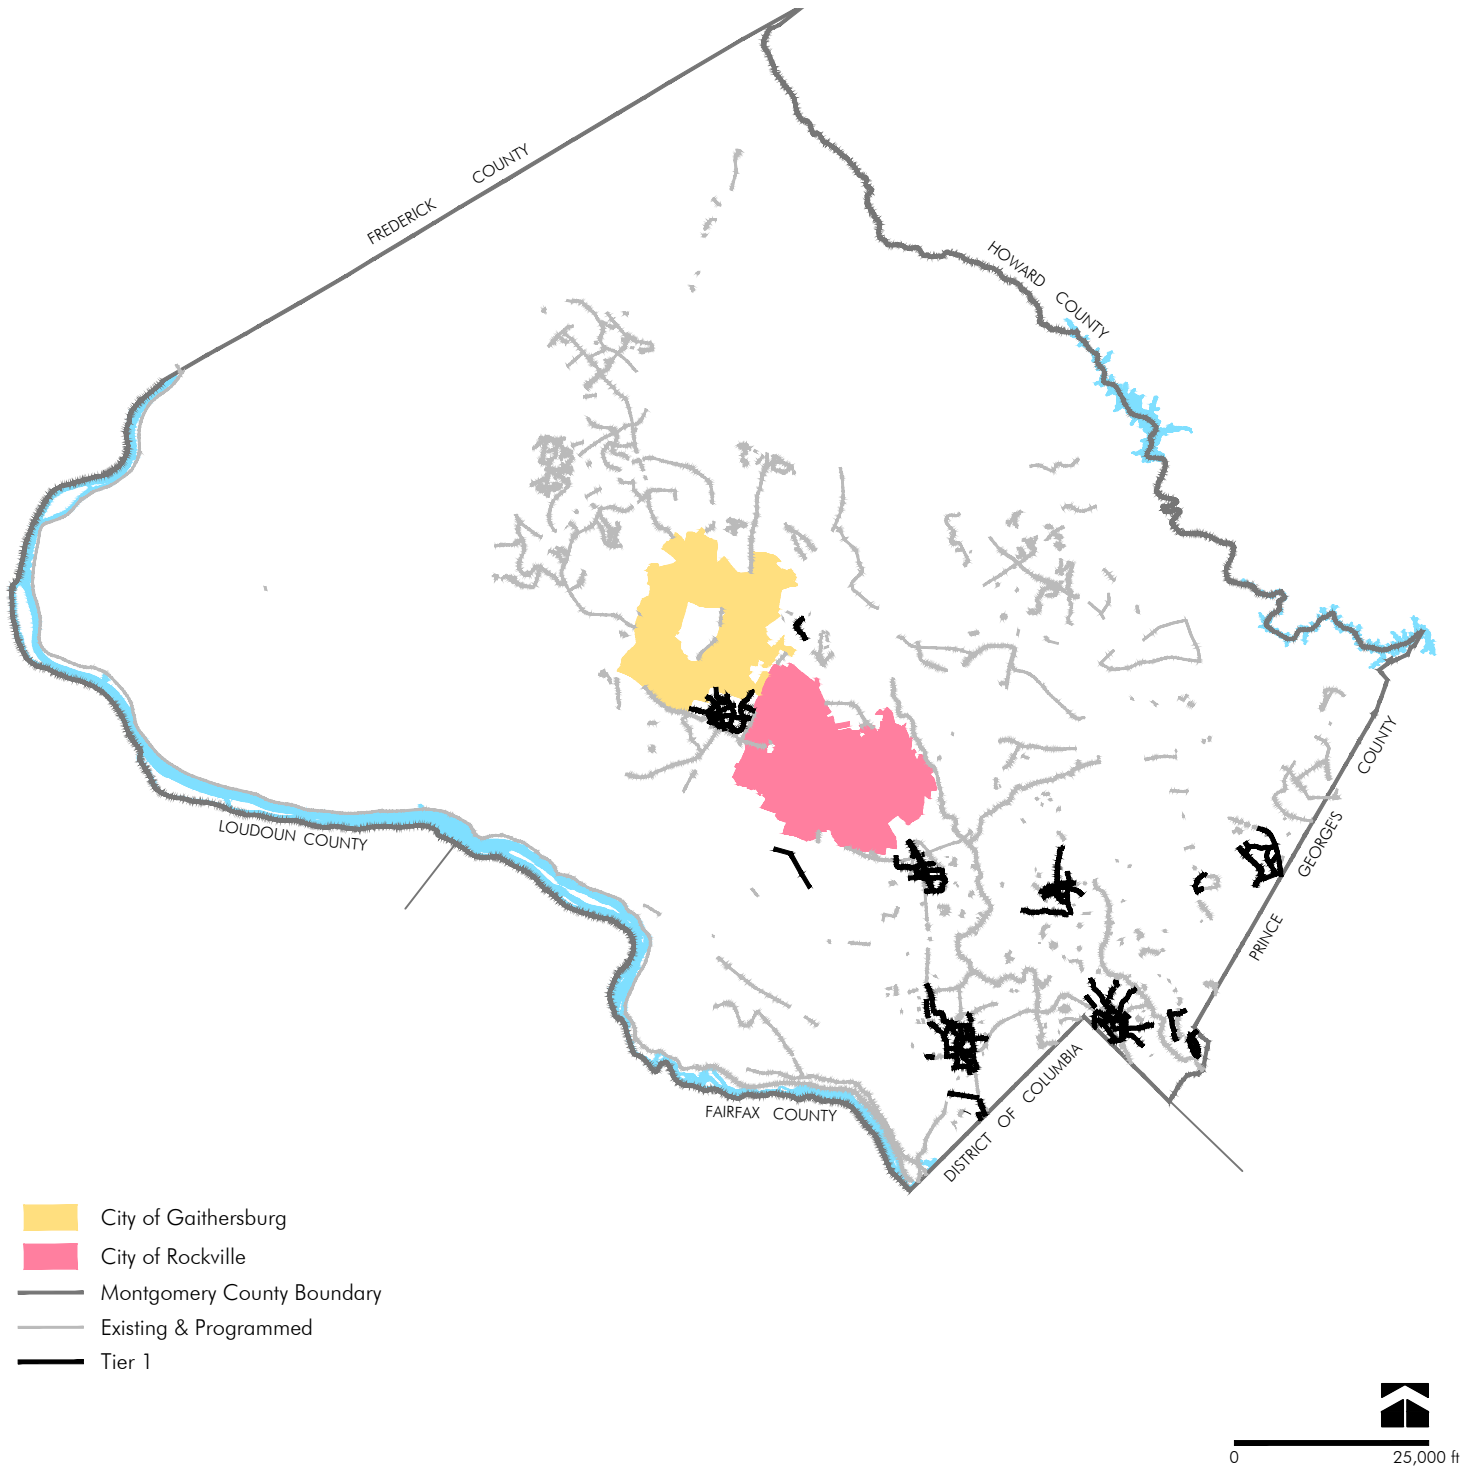 FREDERICK COUNTY
HOWARD COUNTY
LOUDOUN COUNTY
PRINCE GEORGE'S COUNTY
FAIRFAX COUNTY
DISTRICT OF COLUMBIA
City of Gaithersburg
City of Rockville
Montgomery County Boundary
Existing & Programmed
Tier 1
0 25,000 ft